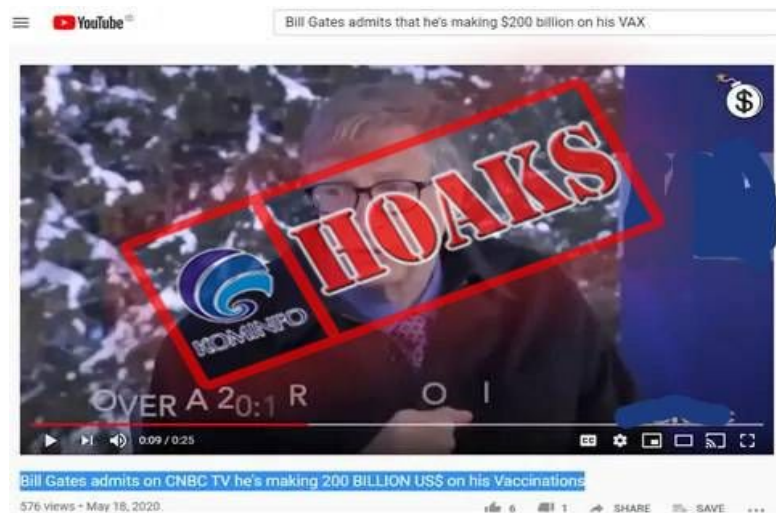 YouTube
Bill Gates admits that he's making $200 billion on his VAX
$
HOAKS
KOMINFO
OVER A 20:1 R O I
0:09 / 0:25
CC
Bill Gates admits on CNBC TV he's making 200 BILLION US$ on his Vaccinations
576 views • May 18, 2020
6 1 SHARE SAVE